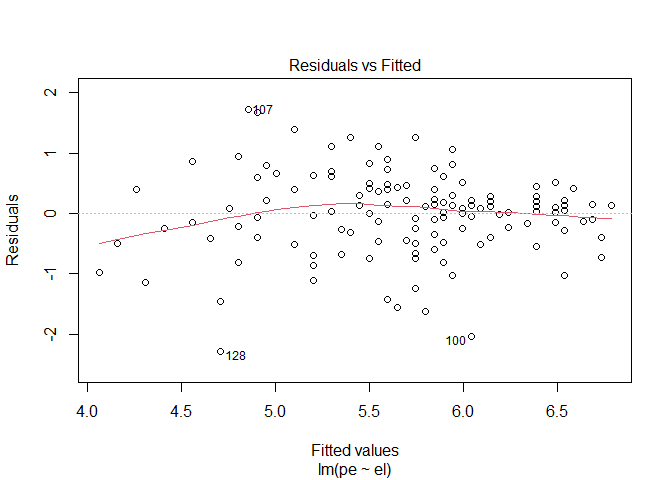 Residuals vs Fitted
Residuals
2
1
0
-1
-2
107
128
100
4.0 4.5 5.0 5.5 6.0 6.5
Fitted values
lm(pe ~ el)